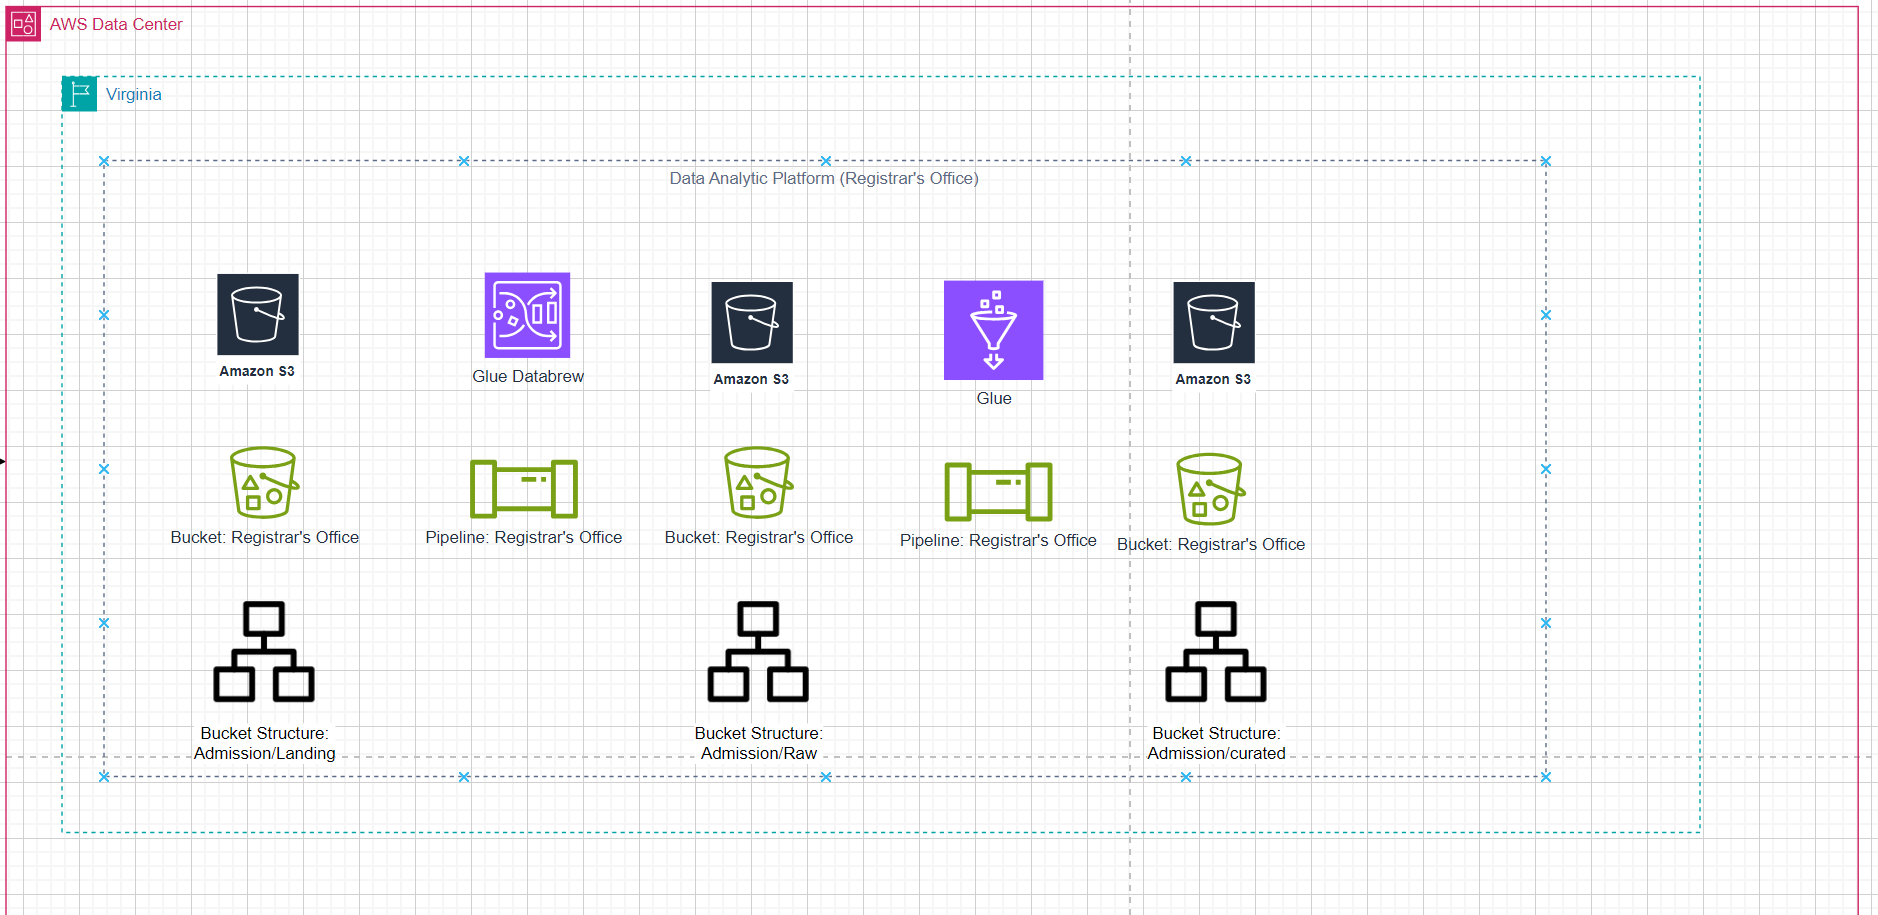 AWS Data Center
Virginia
Data Analytic Platform (Registrar's Office)
Amazon S3
Glue Databrew
Amazon S3
Glue
Amazon S3
Bucket: Registrar's Office
Pipeline: Registrar's Office
Bucket: Registrar's Office
Pipeline: Registrar's Office
Bucket: Registrar's Office
Bucket Structure:
Admission/Landing
Bucket Structure:
Admission/Raw
Bucket Structure:
Admission/curated